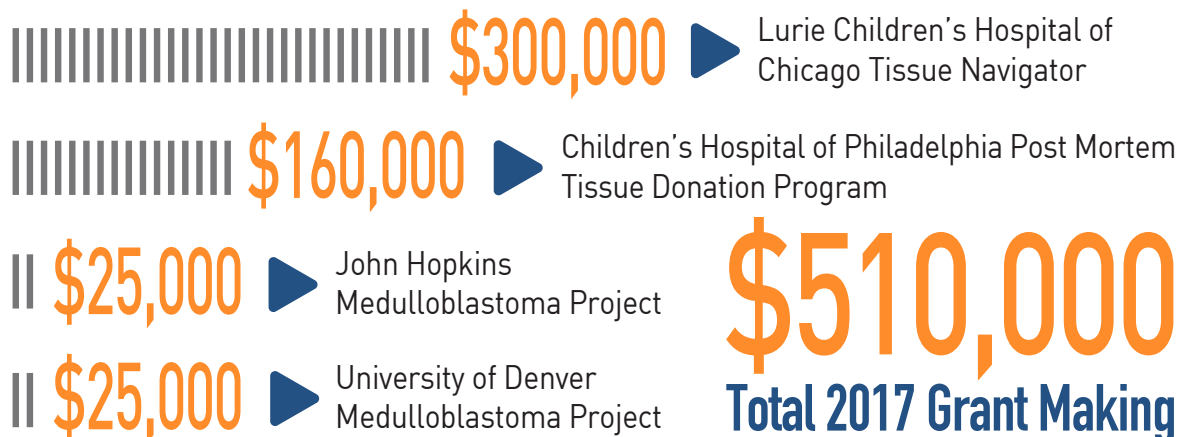 $300,000
Lurie Children’s Hospital of
Chicago Tissue Navigator
$160,000
Children’s Hospital of Philadelphia Post Mortem
Tissue Donation Program
$25,000
John Hopkins
Medulloblastoma Project
$25,000
University of Denver
Medulloblastoma Project
$510,000
Total 2017 Grant Making